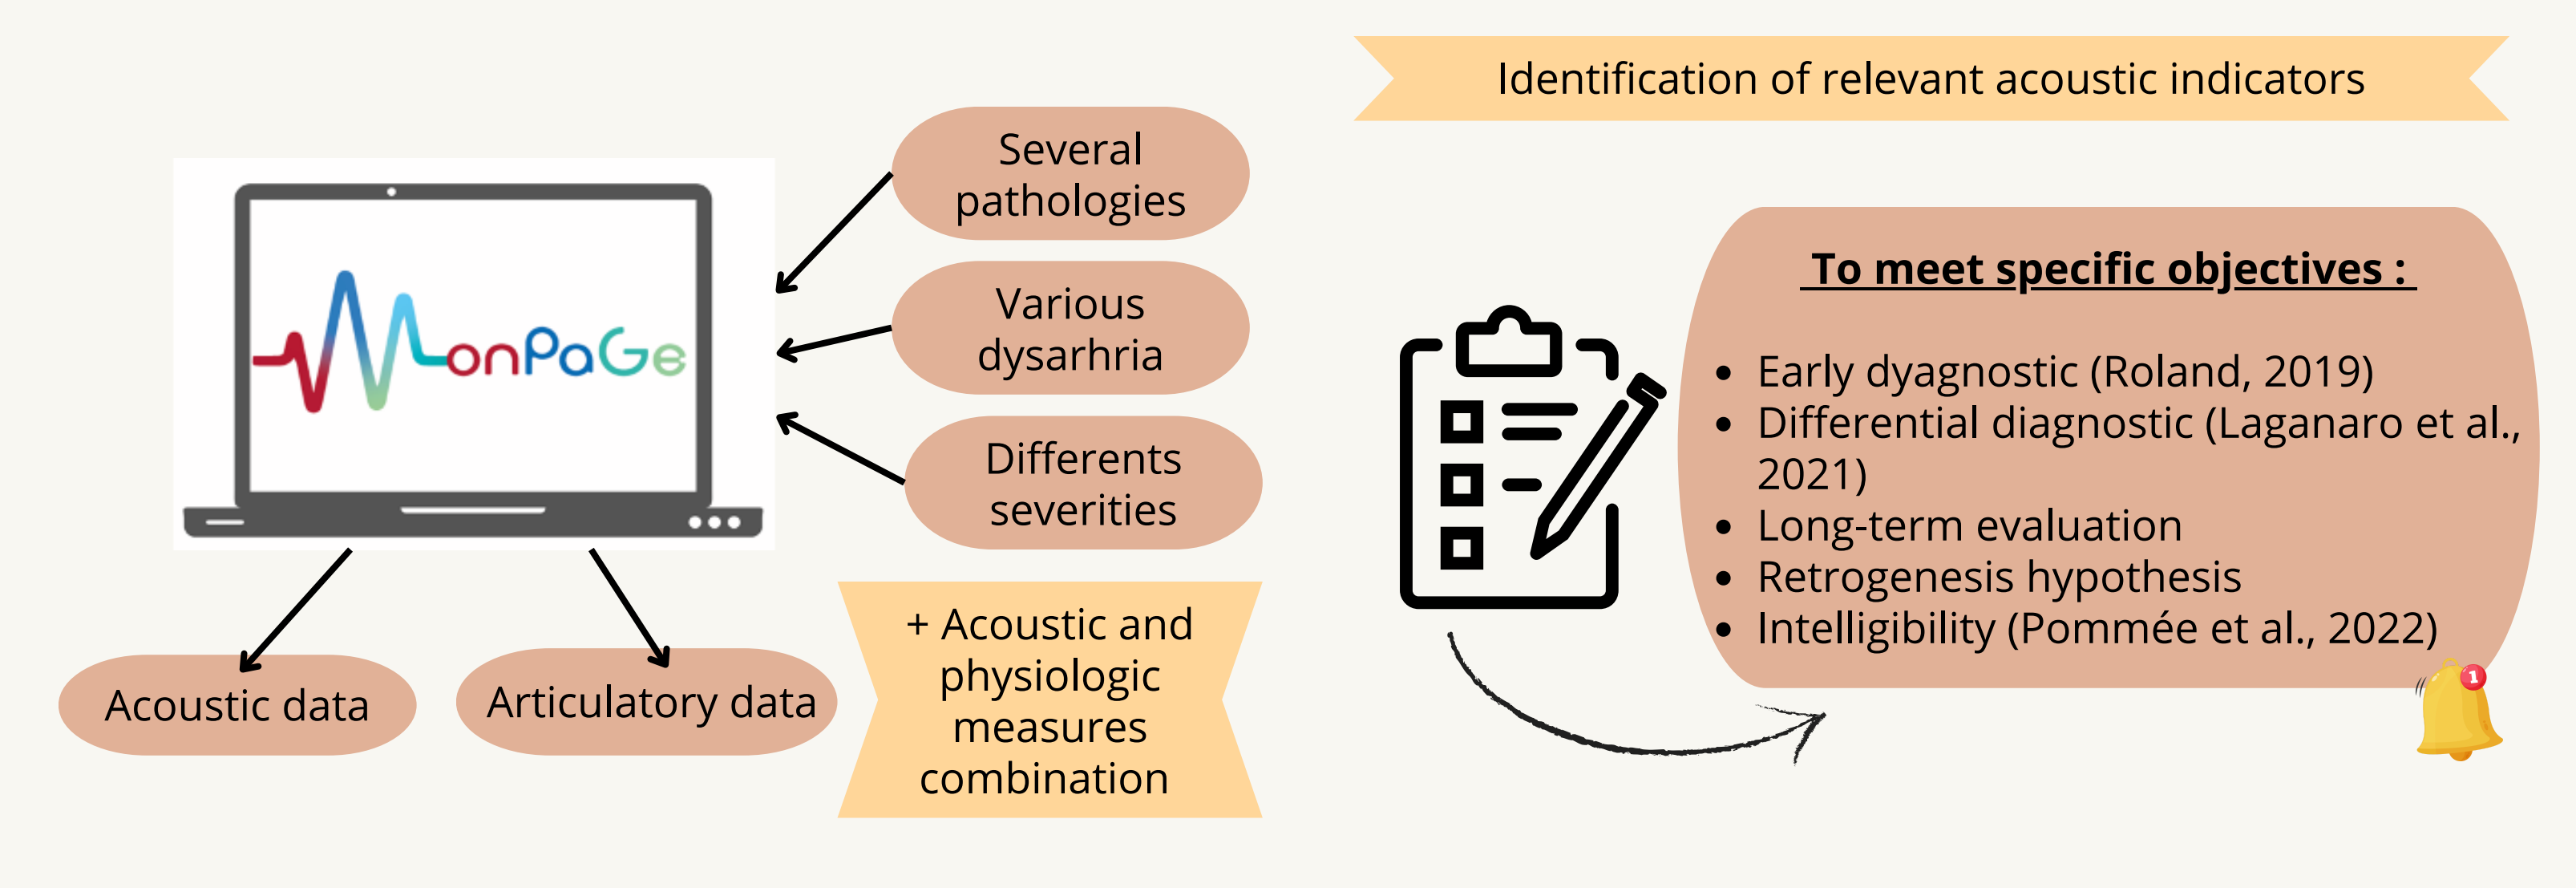 MonPaGe
Several
pathologies
Various
dysarhria
Differents
severities
Acoustic data
Articulatory data
+ Acoustic and
physiologic
measures
combination
Identification of relevant acoustic indicators
To meet specific objectives :
• Early dyagnostic (Roland, 2019)
• Differential diagnostic (Laganaro et al.,
2021)
• Long-term evaluation
• Retrogenesis hypothesis
• Intelligibility (Pommée et al., 2022)
1